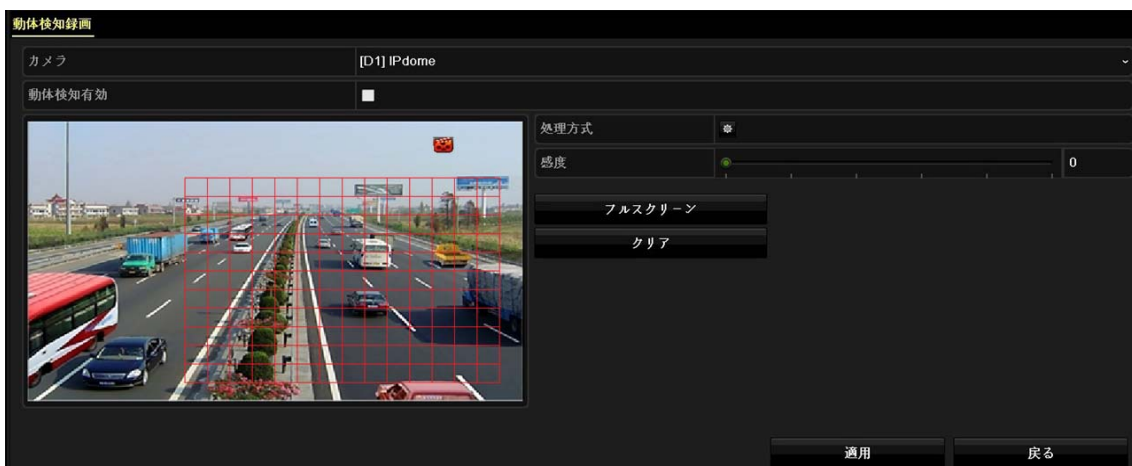 動体検知録画
カメラ
[D1] IPdome
動体検知有効
処理方式
感度
0
フルスクリーン
クリア
適用
戻る